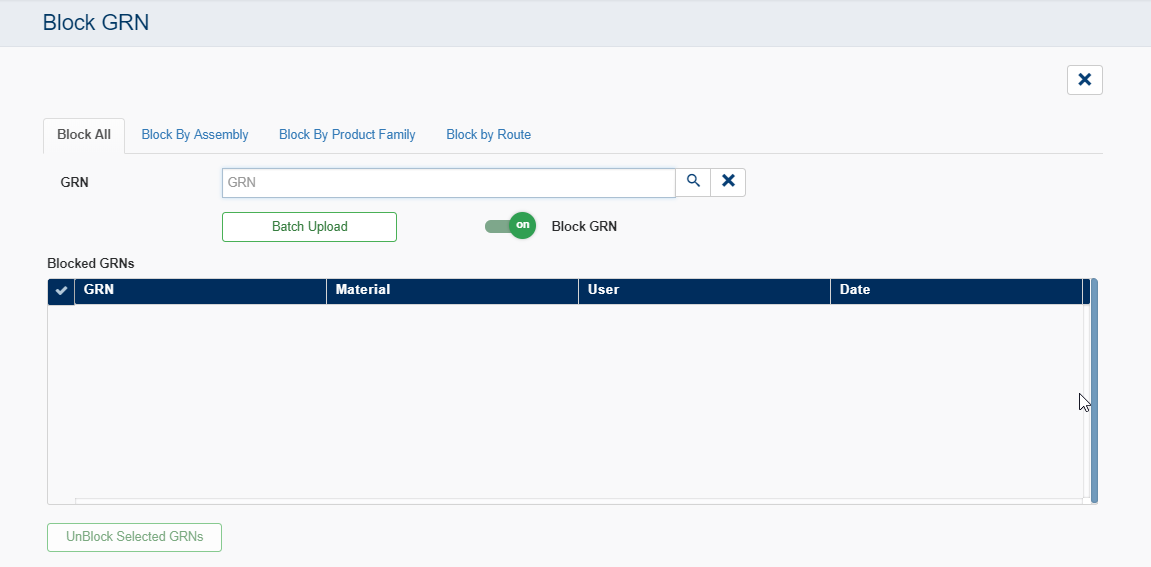 Block GRN
Block All Block By Assembly Block By Product Family Block by Route
GRN GRN
Batch Upload on Block GRN
Blocked GRNs
GRN Material User Date
UnBlock Selected GRNs